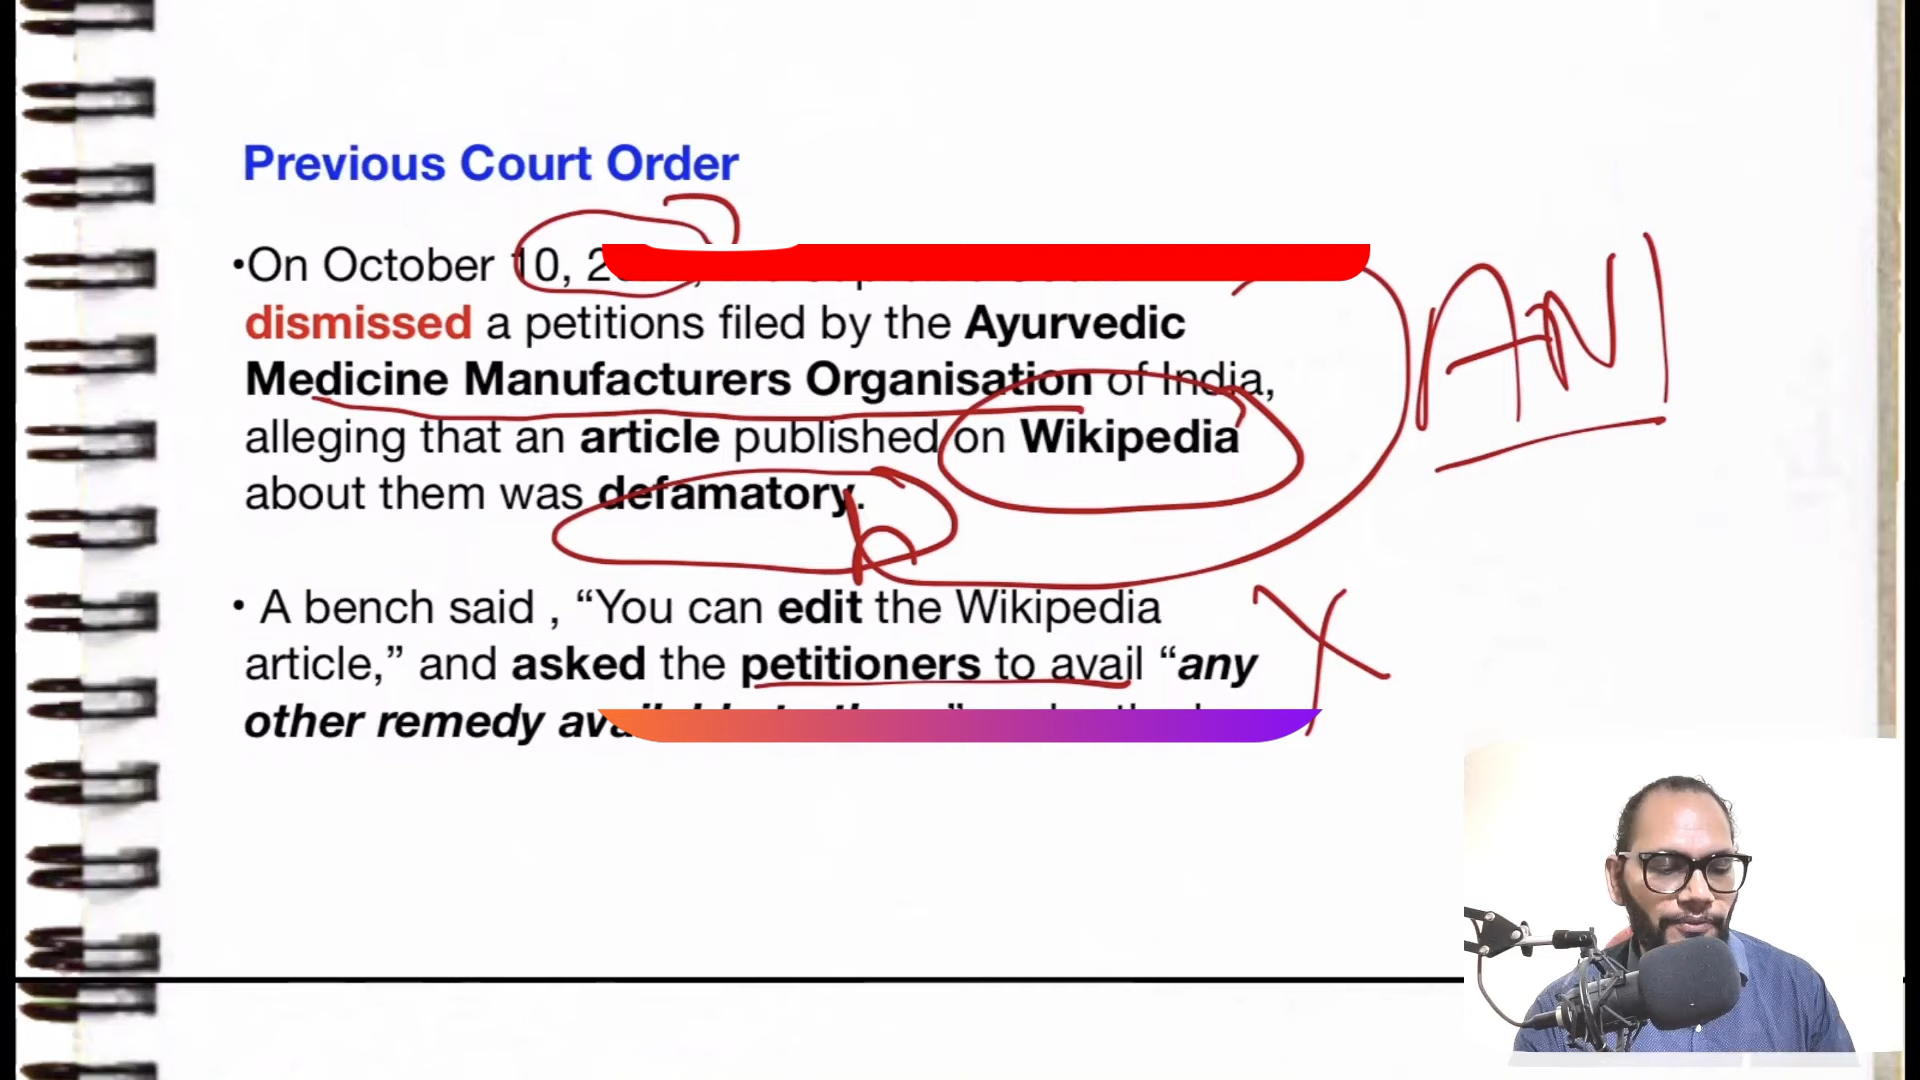 Previous Court Order
•On October 10,
dismissed a petitions filed by the Ayurvedic
Medicine Manufacturers Organisation of India,
alleging that an article published on Wikipedia
about them was defamatory.
• A bench said , “You can edit the Wikipedia
article,” and asked the petitioners to avail “any
other remedy
ANI